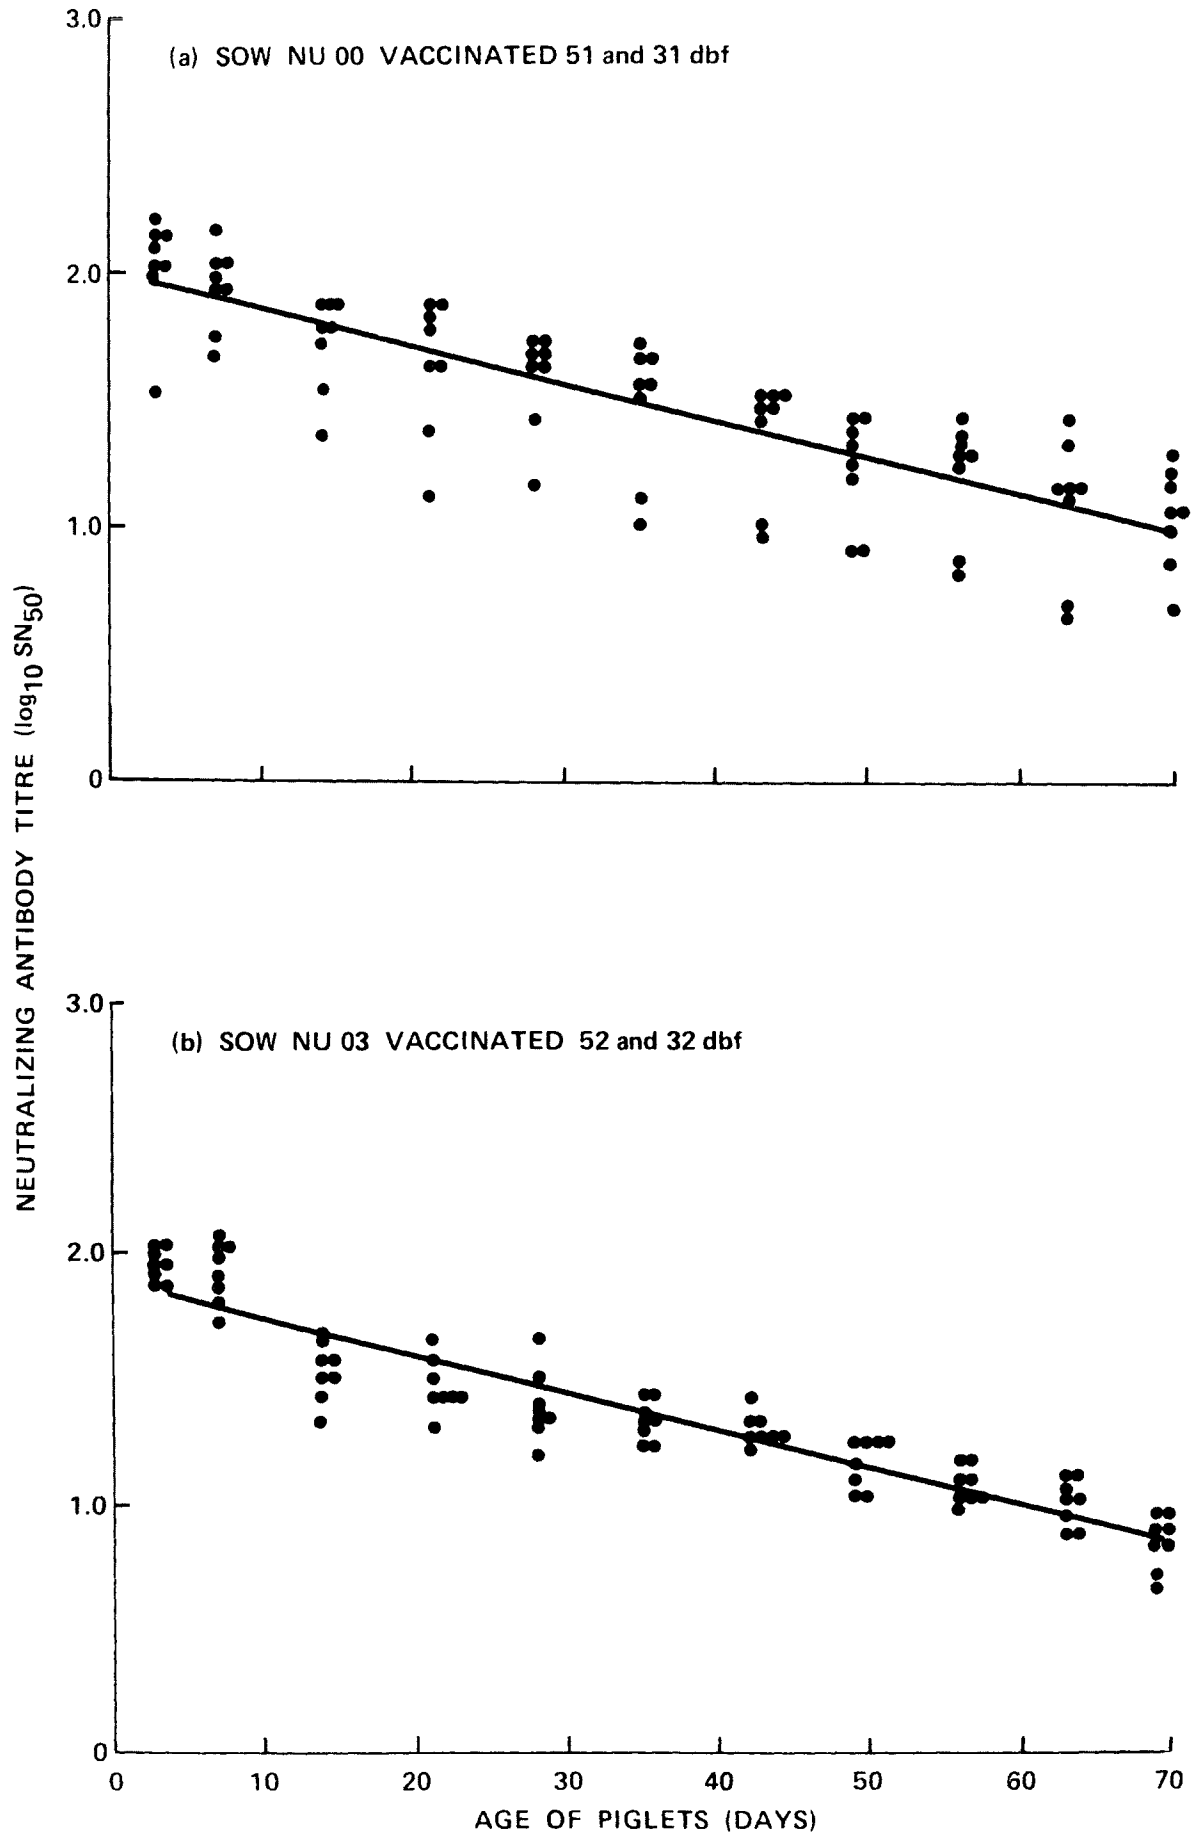 3.0
(a) SOW NU 00 VACCINATED 51 and 31 dbf
2.0
1.0
0
NEUTRALIZING ANTIBODY TITRE (log10 SN50)
3.0
(b) SOW NU 03 VACCINATED 52 and 32 dbf
2.0
1.0
0
0 10 20 30 40 50 60 70
AGE OF PIGLETS (DAYS)